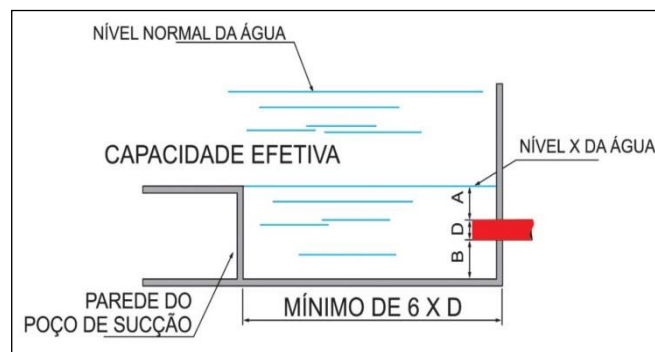 NÍVEL NORMAL DA ÁGUA
CAPACIDADE EFETIVA
NÍVEL X DA ÁGUA
A
D
B
PAREDE DO
POÇO DE SUCÇÃO
MÍNIMO DE 6 X D